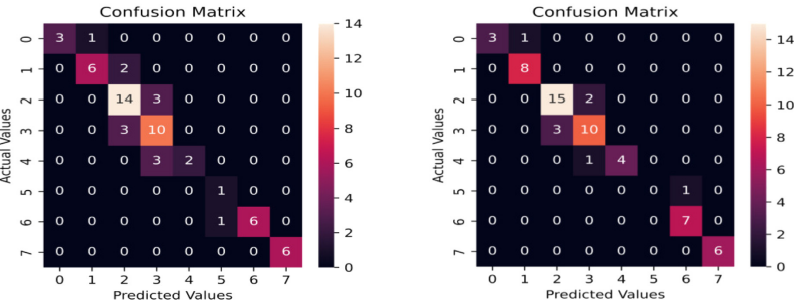 Confusion Matrix
0 3 1 0 0 0 0 0 0
1 0 6 2 0 0 0 0 0
2 0 0 14 3 0 0 0 0
3 0 0 3 10 0 0 0 0
4 0 0 0 3 2 0 0 0
5 0 0 0 0 0 1 0 0
6 0 0 0 0 0 1 6 0
7 0 0 0 0 0 0 0 6
0 1 2 3 4 5 6 7
Predicted Values
Actual Values
14
12
10
8
6
4
2
0
Confusion Matrix
0 3 1 0 0 0 0 0 0
1 0 8 0 0 0 0 0 0
2 0 0 15 2 0 0 0 0
3 0 0 3 10 0 0 0 0
4 0 0 0 1 4 0 0 0
5 0 0 0 0 0 0 1 0
6 0 0 0 0 0 0 7 0
7 0 0 0 0 0 0 0 6
0 1 2 3 4 5 6 7
Predicted Values
Actual Values
14
12
10
8
6
4
2
0